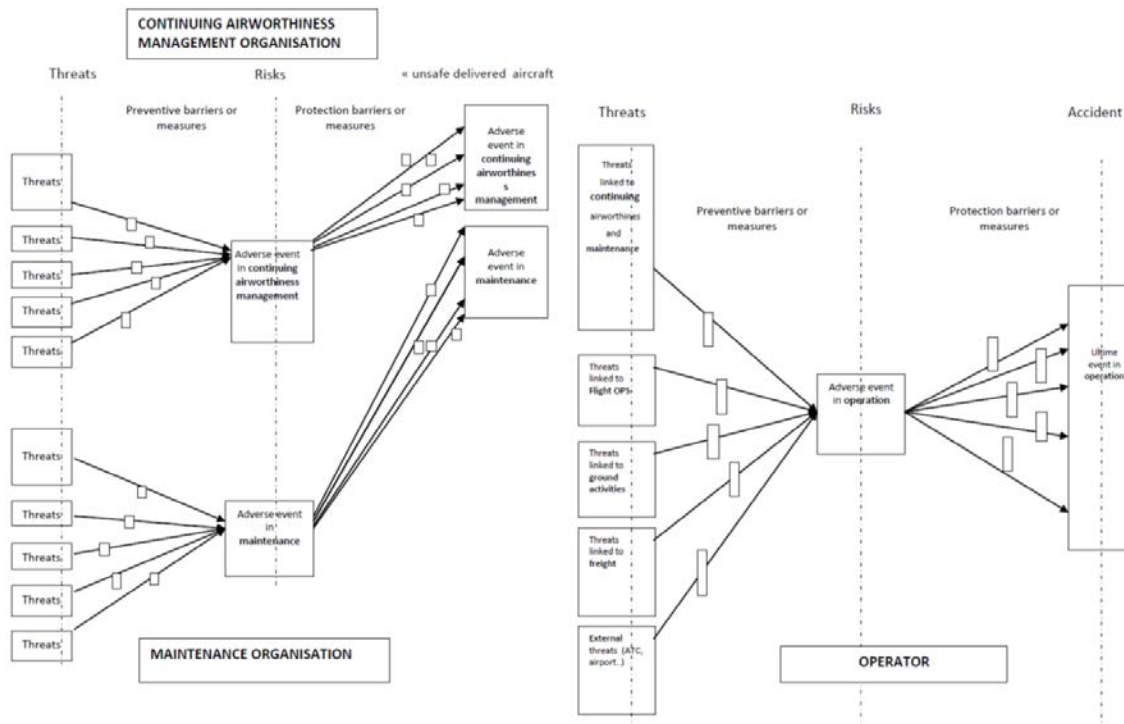 CONTINUING AIRWORTHINESS
MANAGEMENT ORGANISATION
Threats
Risks
« unsafe delivered aircraft
Preventive barriers or
measures
Protection barriers or
measures
Threats
Threats
Threats
Threats
Threats
Adverse event
in continuing
airworthiness
management
Adverse
event in
continuing
airworthines
s
management
Adverse
event in
maintenance
Threats
Threats
Threats
Threats
Threats
Adverse event
in
maintenance
MAINTENANCE ORGANISATION
Threats
Risks
Accident
Preventive barriers or
measures
Protection barriers or
measures
Threats
linked to
continuing
airworthines
and
maintenance
Threats
linked to
Flight OPS
Threats
linked to
ground
activities
Threats
linked to
freight
External
threats (ATC,
airport..)
Adverse event
in operation
Ultime
event in
operation
OPERATOR